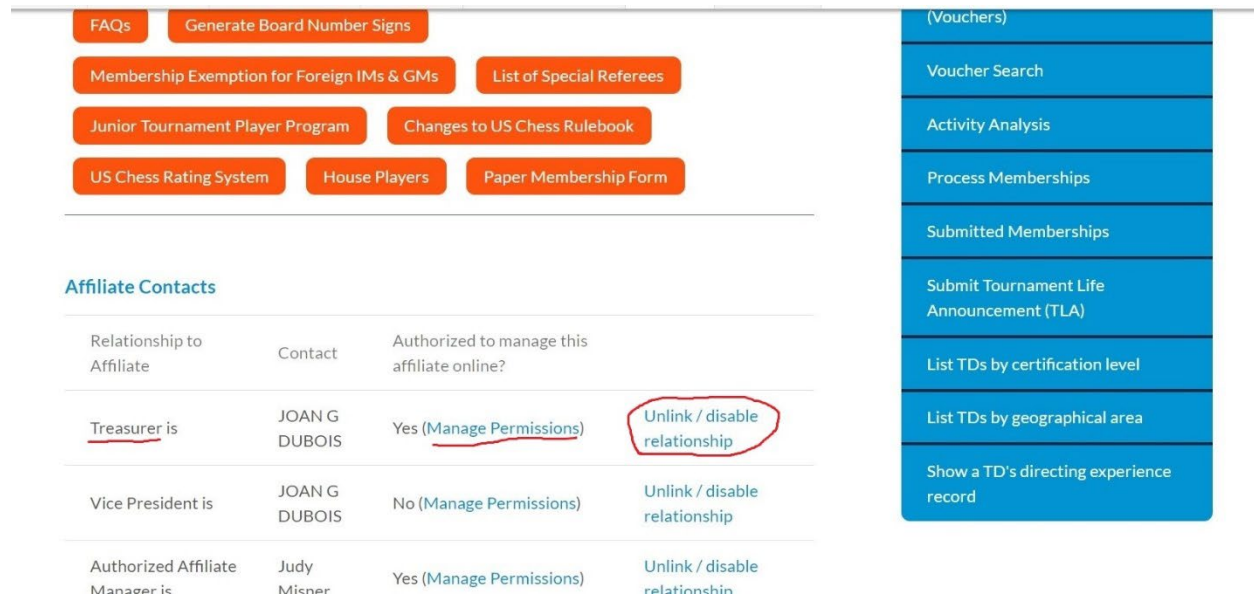 FAQs
Generate Board Number Signs
Membership Exemption for Foreign IMs & GMs
List of Special Referees
Junior Tournament Player Program
Changes to US Chess Rulebook
US Chess Rating System
House Players
Paper Membership Form
Affiliate Contacts
Relationship to
Affiliate
Contact
Authorized to manage this
affiliate online?
Treasurer is
JOAN G
DUBOIS
Yes (Manage Permissions)
Unlink / disable
relationship
Vice President is
JOAN G
DUBOIS
No (Manage Permissions)
Unlink / disable
relationship
Authorized Affiliate
Manager is
Judy
Misner
Yes (Manage Permissions)
Unlink / disable
relationship
(Vouchers)
Voucher Search
Activity Analysis
Process Memberships
Submitted Memberships
Submit Tournament Life
Announcement (TLA)
List TDs by certification level
List TDs by geographical area
Show a TD's directing experience
record